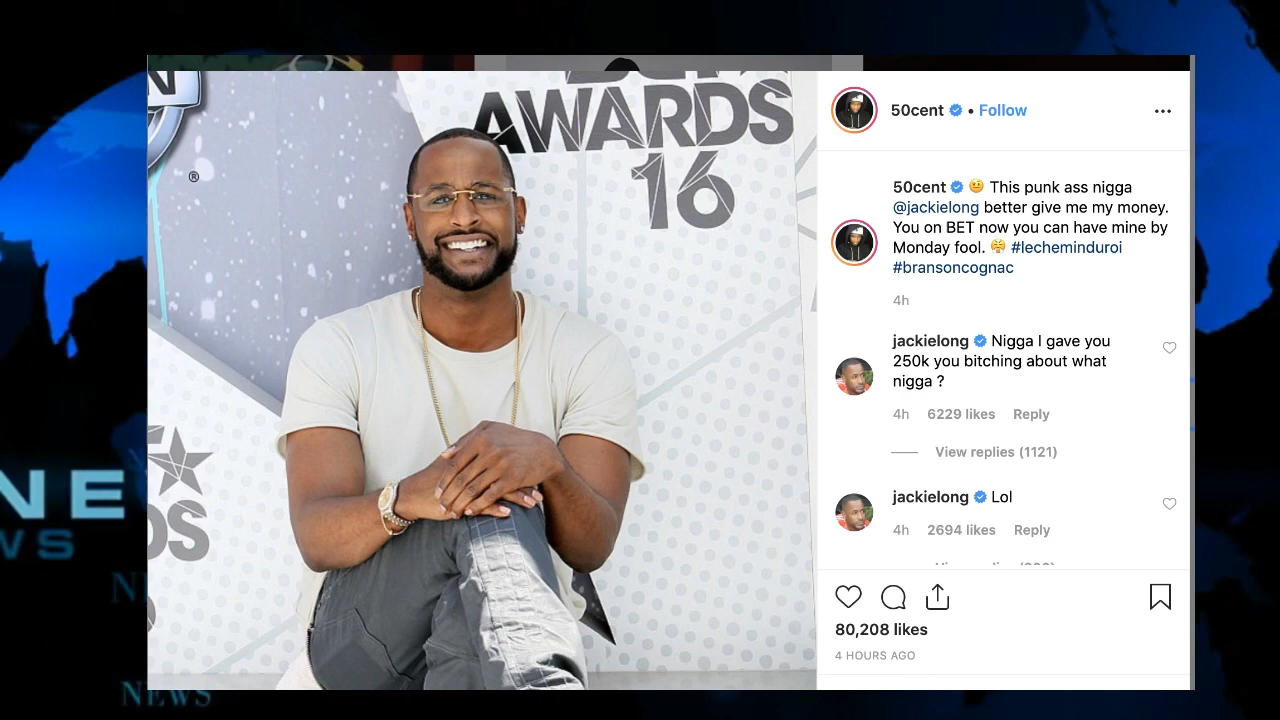 N
®
AWARDS
16
DS
NE
WS
NE
NEWS
50cent • Follow
50cent This punk ass nigga
@jackielong better give me my money.
You on BET now you can have mine by
Monday fool. #lecheminduroi
#bransoncognac
4h
jackielong Nigga I gave you
250k you bitching about what
nigga ?
4h 6229 likes Reply
View replies (1121)
jackielong Lol
4h 2694 likes Reply
80,208 likes
4 HOURS AGO